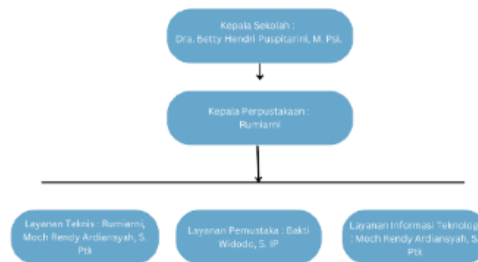 Kepala Sekolah :
Dra. Betty Hendri Puspitarini, M. Psi.
Kepala Perpustakaan :
Rumiarni
Layanan Teknis : Rumiarni,
Moch Rendy Ardiansyah, S.
Ptk
Layanan Pemustaka : Bakti
Widodo, S. IP
Layanan Informasi Teknologi
: Moch Rendy Ardiansyah, S.
Ptk